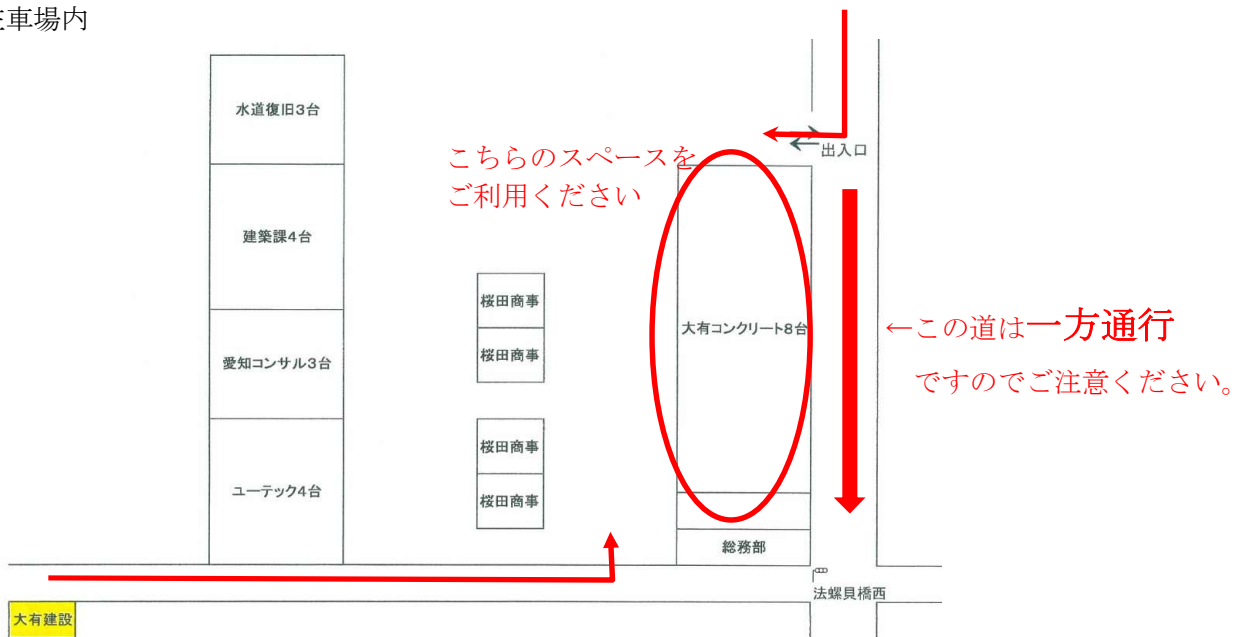 車場内
水道復旧3台
こちらのスペースを
ご利用ください
出入口
建築課4台
桜田商事
大有コンクリート8台
←この道は一方通行
ですのでご注意ください。
愛知コンサル3台
桜田商事
桜田商事
ユーテック4台
桜田商事
総務部
法螺貝橋西
大有建設